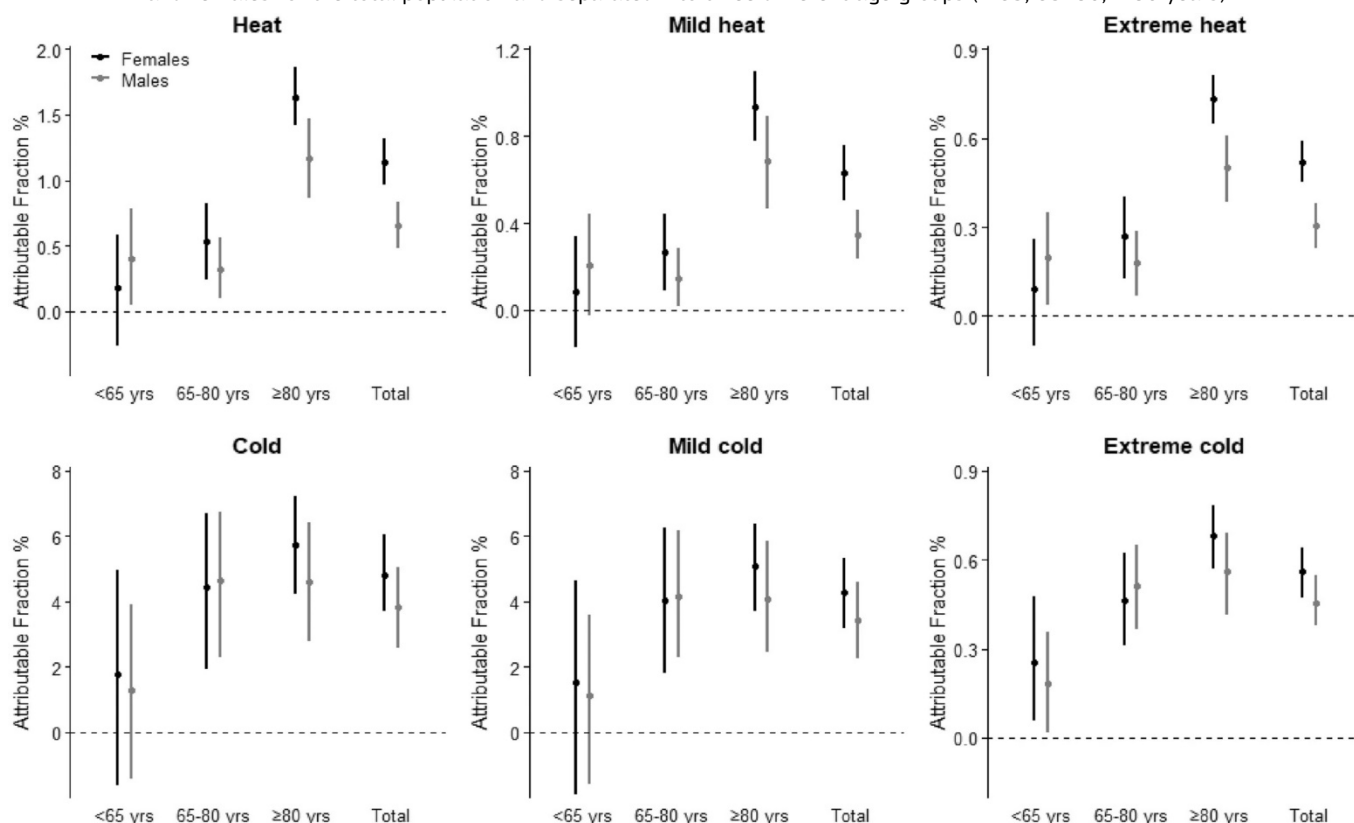 Heat
Mild heat
Extreme heat
Females
Males
Attributable Fraction %
2.0
1.5
1.0
0.5
0.0
<65 yrs 65-80 yrs ≥80 yrs Total
Attributable Fraction %
1.2
0.8
0.4
0.0
<65 yrs 65-80 yrs ≥80 yrs Total
Attributable Fraction %
0.9
0.6
0.3
0.0
<65 yrs 65-80 yrs ≥80 yrs Total
Cold
Mild cold
Extreme cold
Attributable Fraction %
8
6
4
2
0
<65 yrs 65-80 yrs ≥80 yrs Total
Attributable Fraction %
8
6
4
2
0
<65 yrs 65-80 yrs ≥80 yrs Total
Attributable Fraction %
0.9
0.6
0.3
0.0
<65 yrs 65-80 yrs ≥80 yrs Total